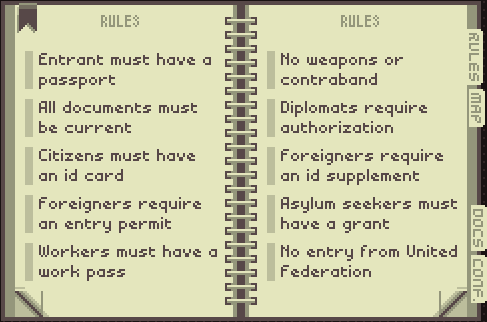 RULES
Entrant must have a
passport
All documents must
be current
Citizens must have
an id card
Foreigners require
an entry permit
Workers must have a
work pass
RULES
No weapons or
contraband
Diplomats require
authorization
Foreigners require
an id supplement
Asylum seekers must
have a grant
No entry from United
Federation
RULES
MAP
DOCS
CONF.